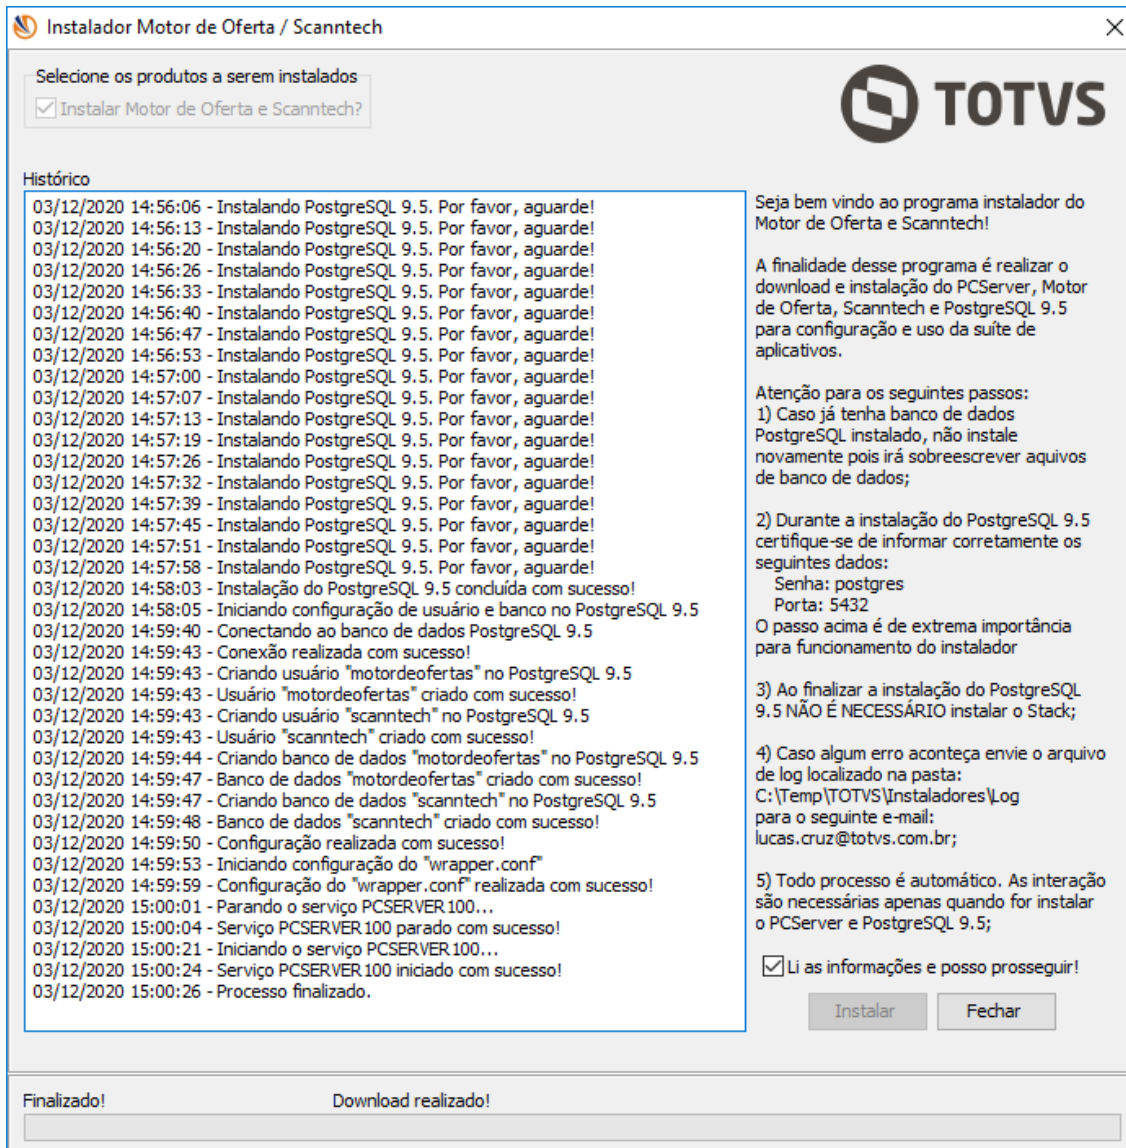 Instalador Motor de Oferta / Scanntech
Selecione os produtos a serem instalados
Instalar Motor de Oferta e Scanntech?
TOTVS
Histórico
03/12/2020 14:56:06 - Instalando PostgreSQL 9.5. Por favor, aguarde!
03/12/2020 14:56:13 - Instalando PostgreSQL 9.5. Por favor, aguarde!
03/12/2020 14:56:20 - Instalando PostgreSQL 9.5. Por favor, aguarde!
03/12/2020 14:56:26 - Instalando PostgreSQL 9.5. Por favor, aguarde!
03/12/2020 14:56:33 - Instalando PostgreSQL 9.5. Por favor, aguarde!
03/12/2020 14:56:40 - Instalando PostgreSQL 9.5. Por favor, aguarde!
03/12/2020 14:56:47 - Instalando PostgreSQL 9.5. Por favor, aguarde!
03/12/2020 14:56:53 - Instalando PostgreSQL 9.5. Por favor, aguarde!
03/12/2020 14:57:00 - Instalando PostgreSQL 9.5. Por favor, aguarde!
03/12/2020 14:57:07 - Instalando PostgreSQL 9.5. Por favor, aguarde!
03/12/2020 14:57:13 - Instalando PostgreSQL 9.5. Por favor, aguarde!
03/12/2020 14:57:19 - Instalando PostgreSQL 9.5. Por favor, aguarde!
03/12/2020 14:57:26 - Instalando PostgreSQL 9.5. Por favor, aguarde!
03/12/2020 14:57:32 - Instalando PostgreSQL 9.5. Por favor, aguarde!
03/12/2020 14:57:39 - Instalando PostgreSQL 9.5. Por favor, aguarde!
03/12/2020 14:57:45 - Instalando PostgreSQL 9.5. Por favor, aguarde!
03/12/2020 14:57:51 - Instalando PostgreSQL 9.5. Por favor, aguarde!
03/12/2020 14:57:58 - Instalando PostgreSQL 9.5. Por favor, aguarde!
03/12/2020 14:58:03 - Instalação do PostgreSQL 9.5 concluída com sucesso!
03/12/2020 14:58:05 - Iniciando configuração de usuário e banco no PostgreSQL 9.5
03/12/2020 14:59:40 - Conectando ao banco de dados PostgreSQL 9.5
03/12/2020 14:59:43 - Conexão realizada com sucesso!
03/12/2020 14:59:43 - Criando usuário "motordeofertas" no PostgreSQL 9.5
03/12/2020 14:59:43 - Usuário "motordeofertas" criado com sucesso!
03/12/2020 14:59:43 - Criando usuário "scanntech" no PostgreSQL 9.5
03/12/2020 14:59:43 - Usuário "scanntech" criado com sucesso!
03/12/2020 14:59:44 - Criando banco de dados "motordeofertas" no PostgreSQL 9.5
03/12/2020 14:59:47 - Banco de dados "motordeofertas" criado com sucesso!
03/12/2020 14:59:47 - Criando banco de dados "scanntech" no PostgreSQL 9.5
03/12/2020 14:59:48 - Banco de dados "scanntech" criado com sucesso!
03/12/2020 14:59:50 - Configuração realizada com sucesso!
03/12/2020 14:59:53 - Iniciando configuração do "wrapper.conf"
03/12/2020 14:59:59 - Configuração do "wrapper.conf" realizada com sucesso!
03/12/2020 15:00:01 - Parando o serviço PCSERVER100...
03/12/2020 15:00:04 - Serviço PCSERVER100 parado com sucesso!
03/12/2020 15:00:21 - Iniciando o serviço PCSERVER100...
03/12/2020 15:00:24 - Serviço PCSERVER100 iniciado com sucesso!
03/12/2020 15:00:26 - Processo finalizado.
Seja bem vindo ao programa instalador do
Motor de Oferta e Scanntech!
A finalidade desse programa é realizar o
download e instalação do PCServer, Motor
de Oferta, Scanntech e PostgreSQL 9.5
para configuração e uso da suíte de
aplicativos.
Atenção para os seguintes passos:
1) Caso já tenha banco de dados
PostgreSQL instalado, não instale
novamente pois irá sobreescrever aquivos
de banco de dados;
2) Durante a instalação do PostgreSQL 9.5
certifique-se de informar corretamente os
seguintes dados:
Senha: postgres
Porta: 5432
O passo acima é de extrema importância
para funcionamento do instalador
3) Ao finalizar a instalação do PostgreSQL
9.5 NÃO É NECESSÁRIO instalar o Stack;
4) Caso algum erro aconteça envie o arquivo
de log localizado na pasta:
C:\Temp\TOTVS\Instaladores\Log
para o seguinte e-mail:
lucas.cruz@totvs.com.br;
5) Todo processo é automático. As interação
são necessárias apenas quando for instalar
o PCServer e PostgreSQL 9.5;
Li as informações e posso prosseguir!
Instalar
Fechar
Finalizado!
Download realizado!